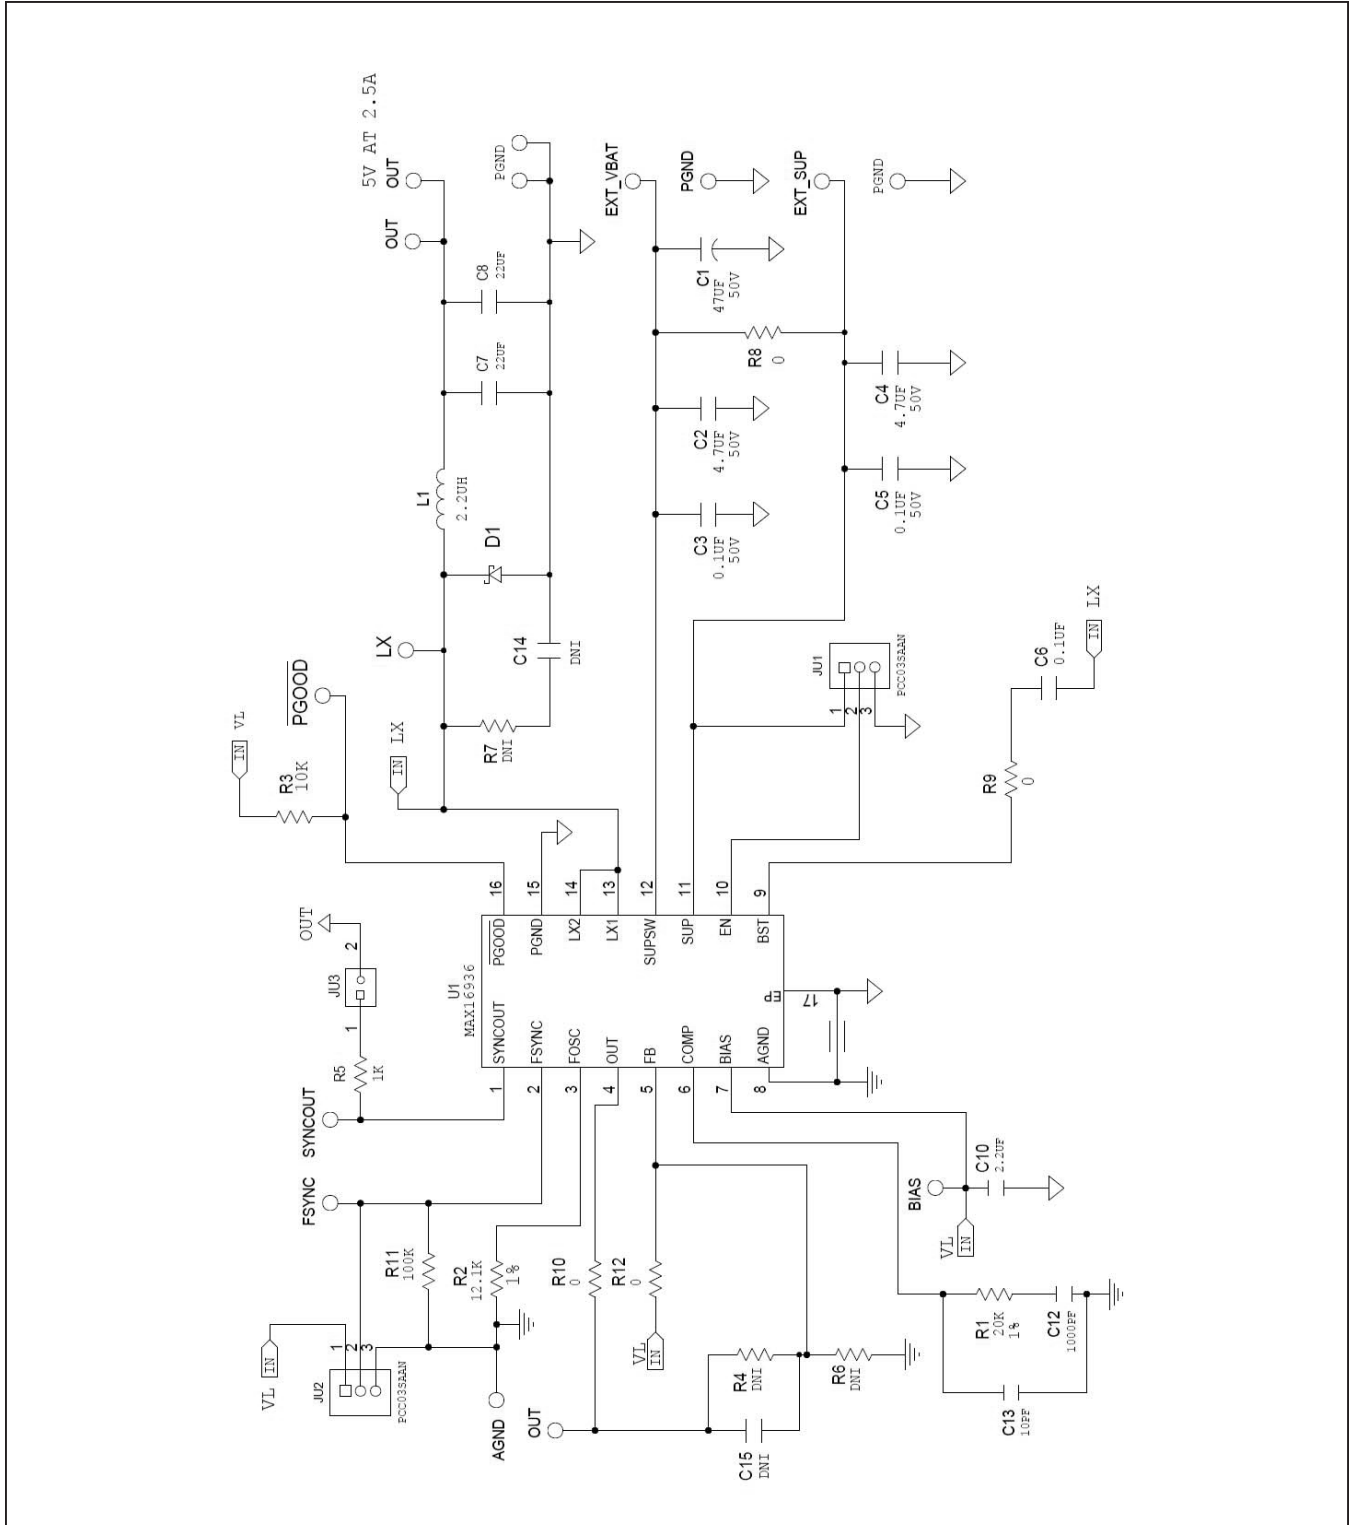 5V AT 2.5A
OUT
OUT
PGND
C8
22UF
C7
22UF
L1
2.2UH
D1
LX
C14
DNI
R7
DNI
IN LX
PGOOD
IN VL
R3
10K
EXT_VBAT
PGND
EXT_SUP
PGND
C1
47UF
50V
R8
0
C2
4.7UF
50V
C4
4.7UF
50V
C3
0.1UF
50V
C5
0.1UF
50V
JU1
PCC03SAAN
1
2
3
C6
0.1UF
IN LX
R9
0
OUT
2
JU3
1
R5
1K
SYNCOUT
FSYNC
U1
MAX16936
16
15
14
13
12
11
10
9
PGOOD
PGND
LX2
LX1
SUPSW
SUP
EN
BST
EP
17
SYNCOUT
FSYNC
FOSC
OUT
FB
COMP
BIAS
AGND
1
2
3
4
5
6
7
8
R11
100K
R2
12.1K
1%
R10
0
R12
0
VL
IN
VL IN
JU2
PCC03SAAN
1
2
3
AGND
OUT
R4
DNI
C15
DNI
R6
DNI
BIAS
C10
2.2UF
VL
IN
R1
20K
1%
C12
1000PF
C13
10PF